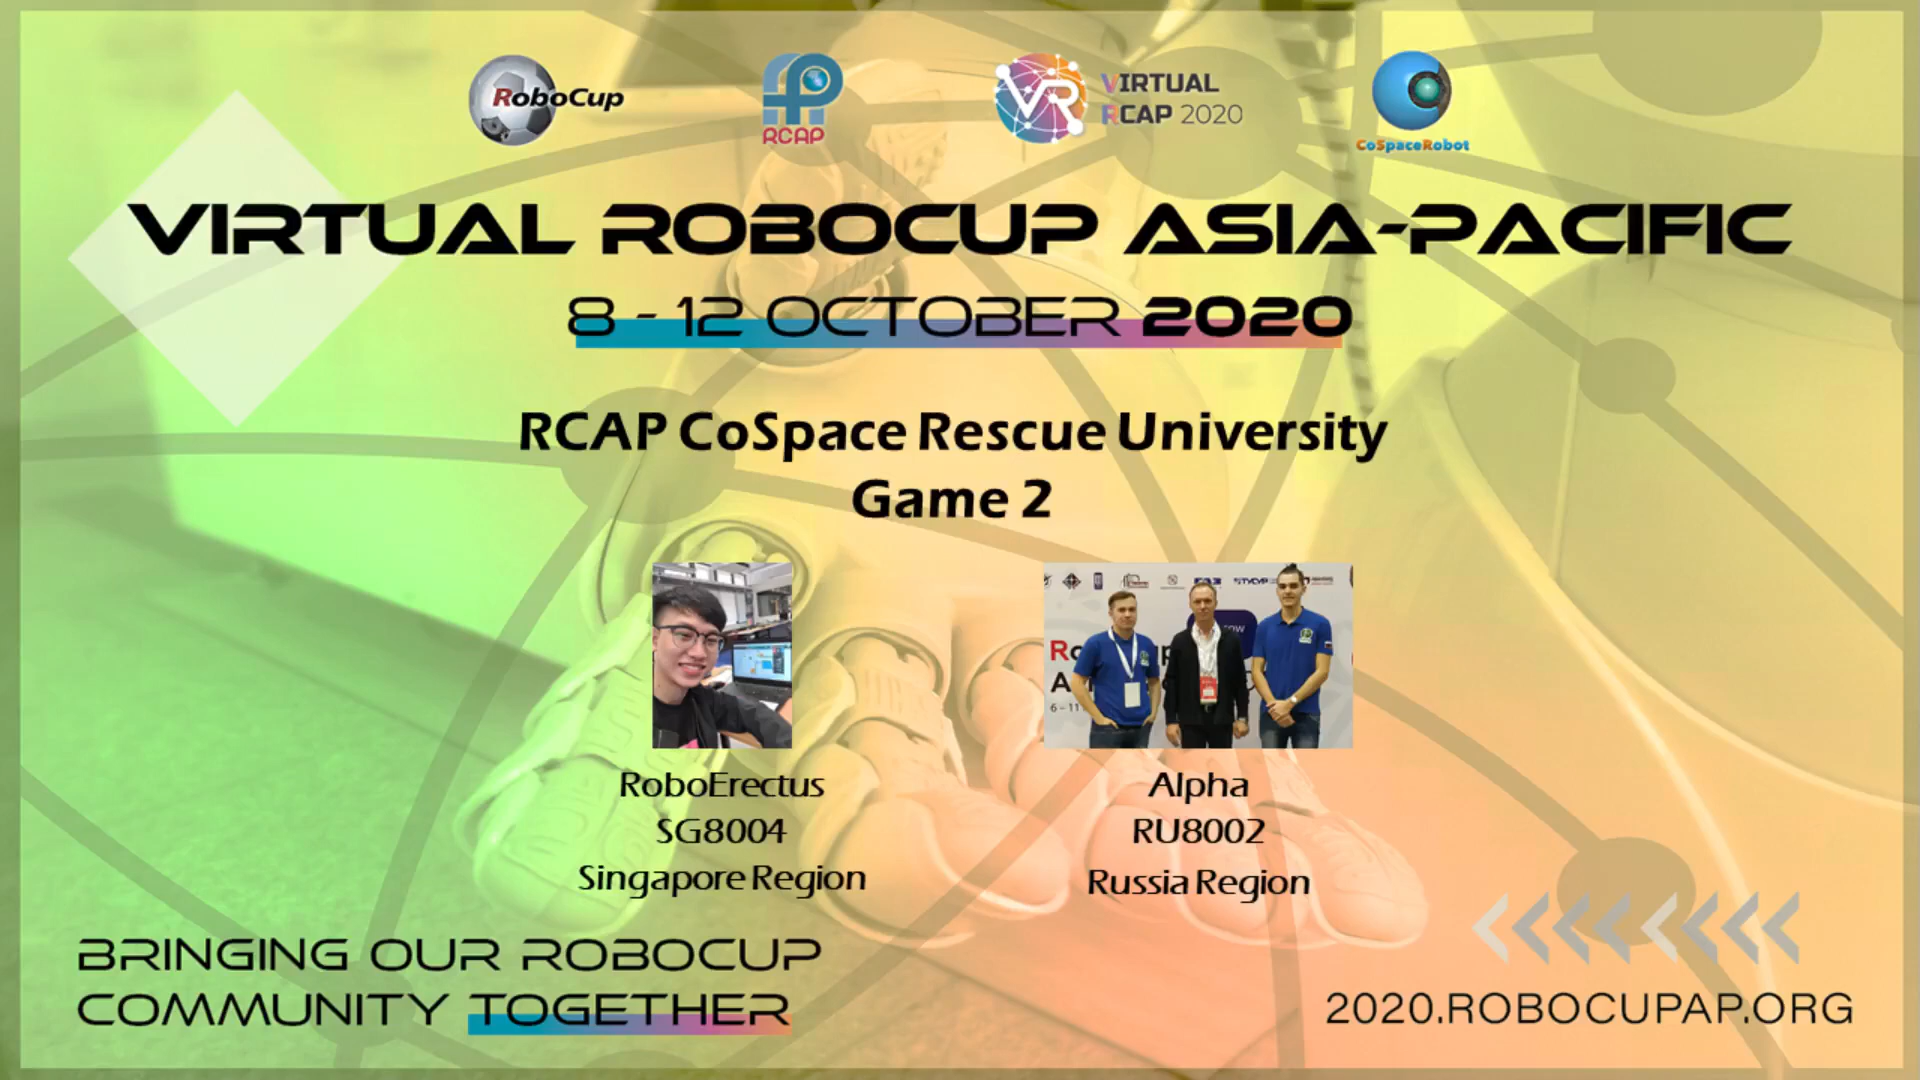 RoboCup
RCAP
VR
VIRTUAL
RCAP 2020
CoSpaceRobot
VIRTUAL ROBOCUP ASIA-PACIFIC
8 - 12 OCTOBER 2020
RCAP CoSpace Rescue University
Game 2
RoboErectus
SG8004
Singapore Region
Alpha
RU8002
Russia Region
BRINGING OUR ROBOCUP
COMMUNITY TOGETHER
2020.ROBOCUPAP.ORG